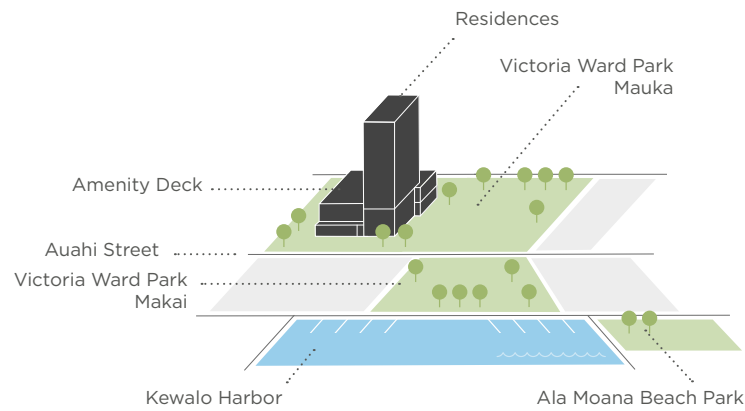 Residences
Victoria Ward Park
Mauka
Amenity Deck
Auahi Street
Victoria Ward Park
Makai
Kewalo Harbor
Ala Moana Beach Park